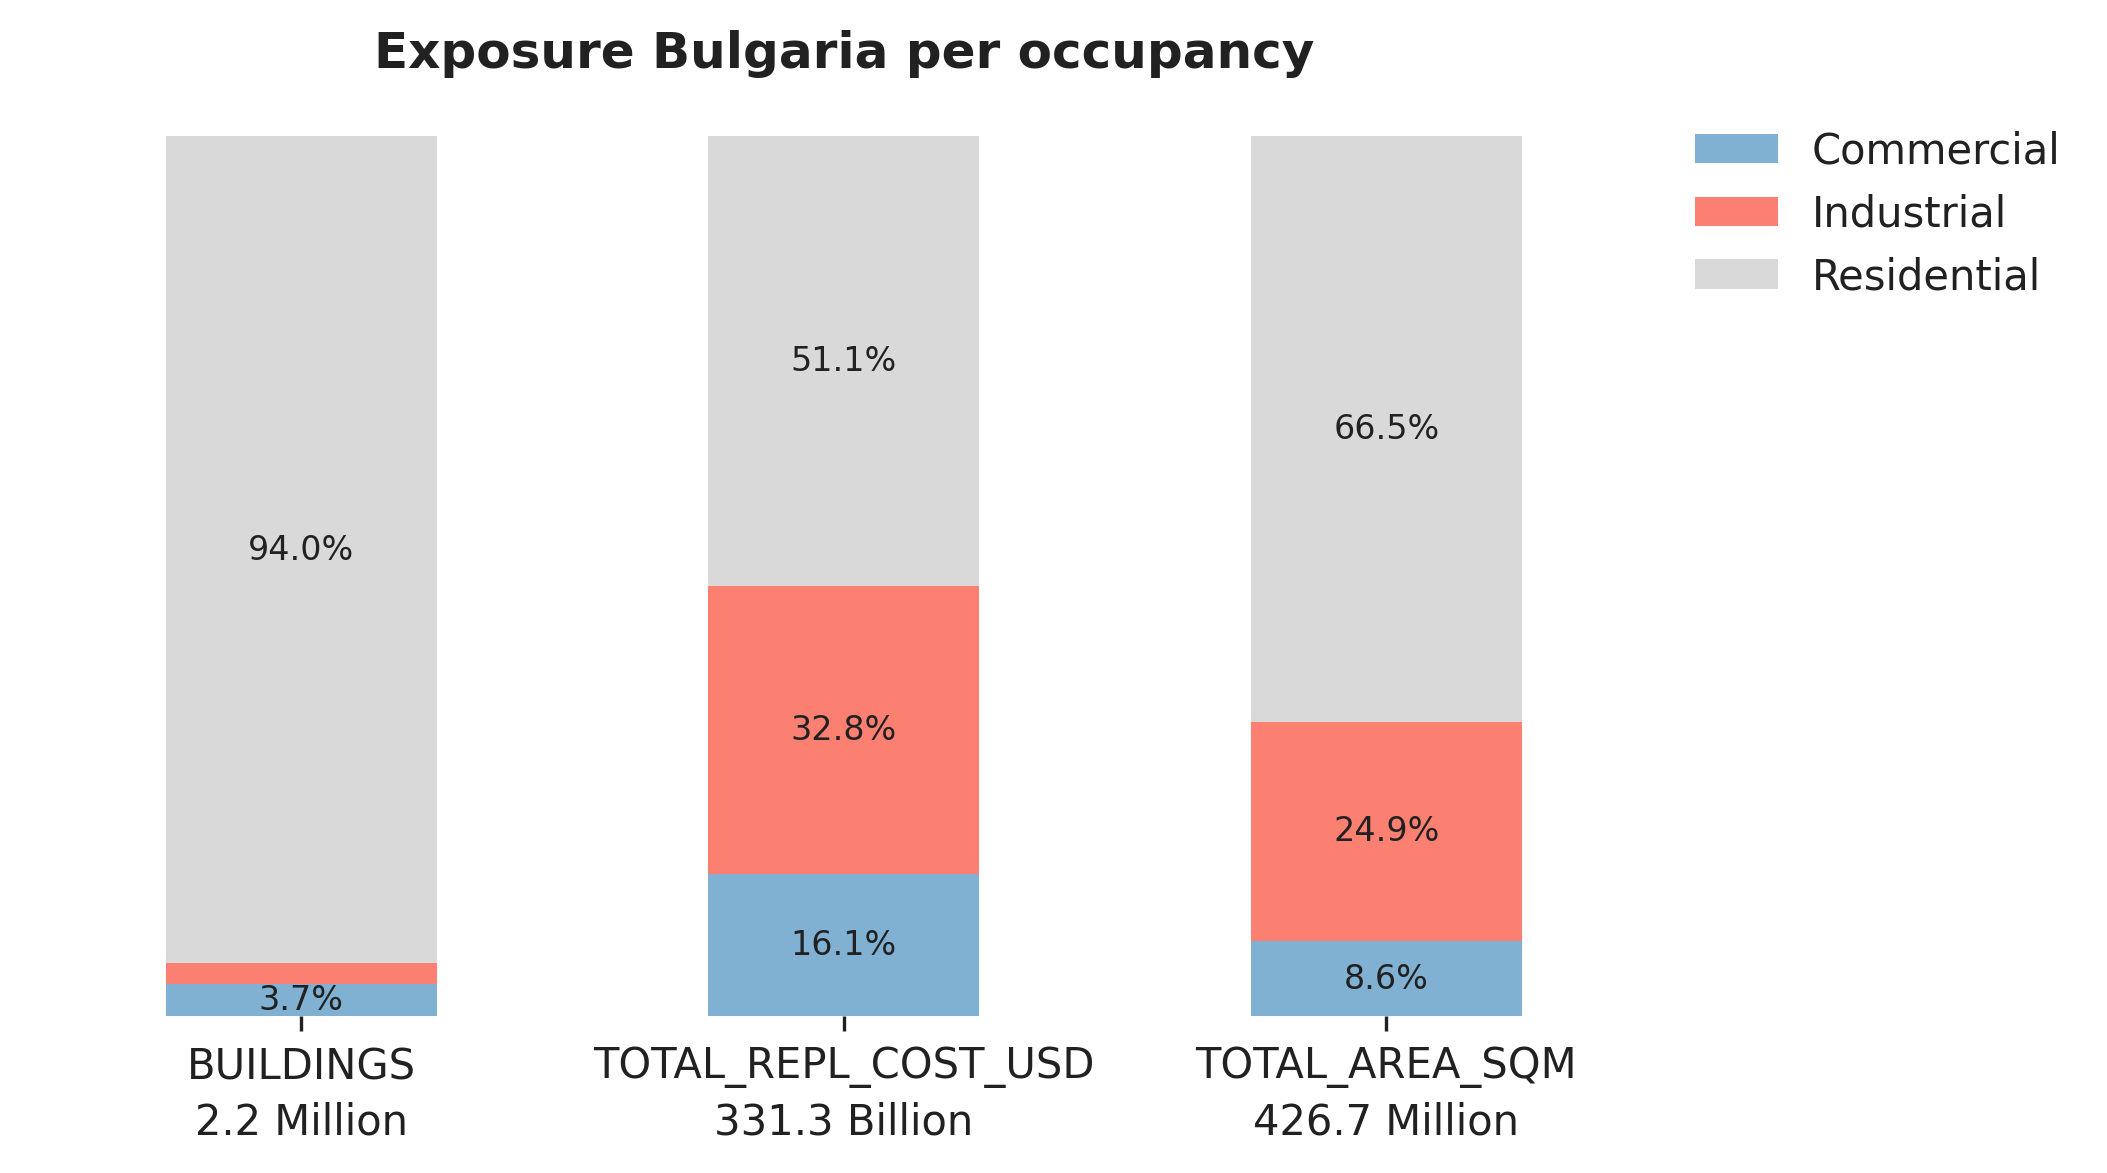 Exposure Bulgaria per occupancy
Commercial
Industrial
Residential
94.0%
3.7%
51.1%
32.8%
16.1%
66.5%
24.9%
8.6%
BUILDINGS
2.2 Million
TOTAL_REPL_COST_USD
331.3 Billion
TOTAL_AREA_SQM
426.7 Million